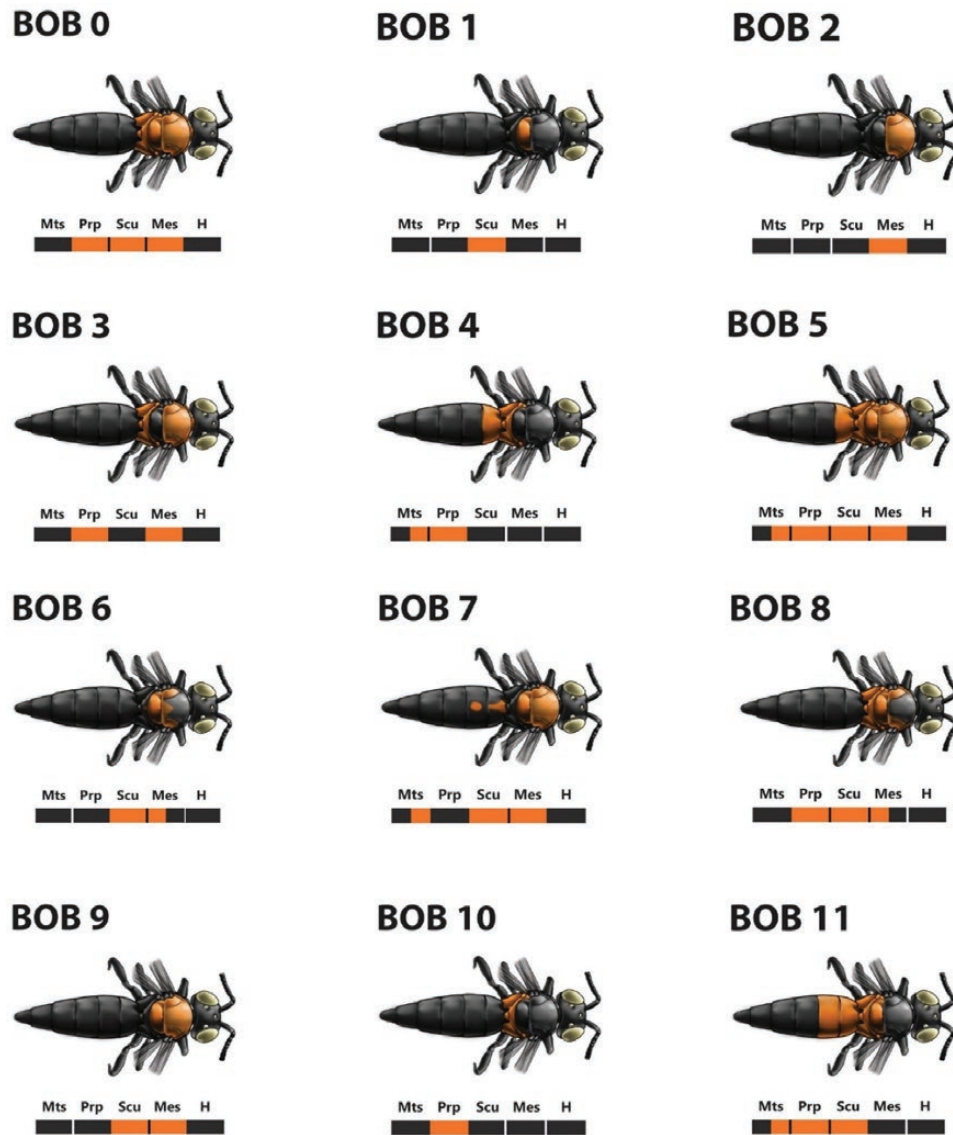 BOB 0
BOB 1
BOB 2
Mts Prp Scu Mes H
Mts Prp Scu Mes H
Mts Prp Scu Mes H
BOB 3
BOB 4
BOB 5
Mts Prp Scu Mes H
Mts Prp Scu Mes H
Mts Prp Scu Mes H
BOB 6
BOB 7
BOB 8
Mts Prp Scu Mes H
Mts Prp Scu Mes H
Mts Prp Scu Mes H
BOB 9
BOB 10
BOB 11
Mts Prp Scu Mes H
Mts Prp Scu Mes H
Mts Prp Scu Mes H